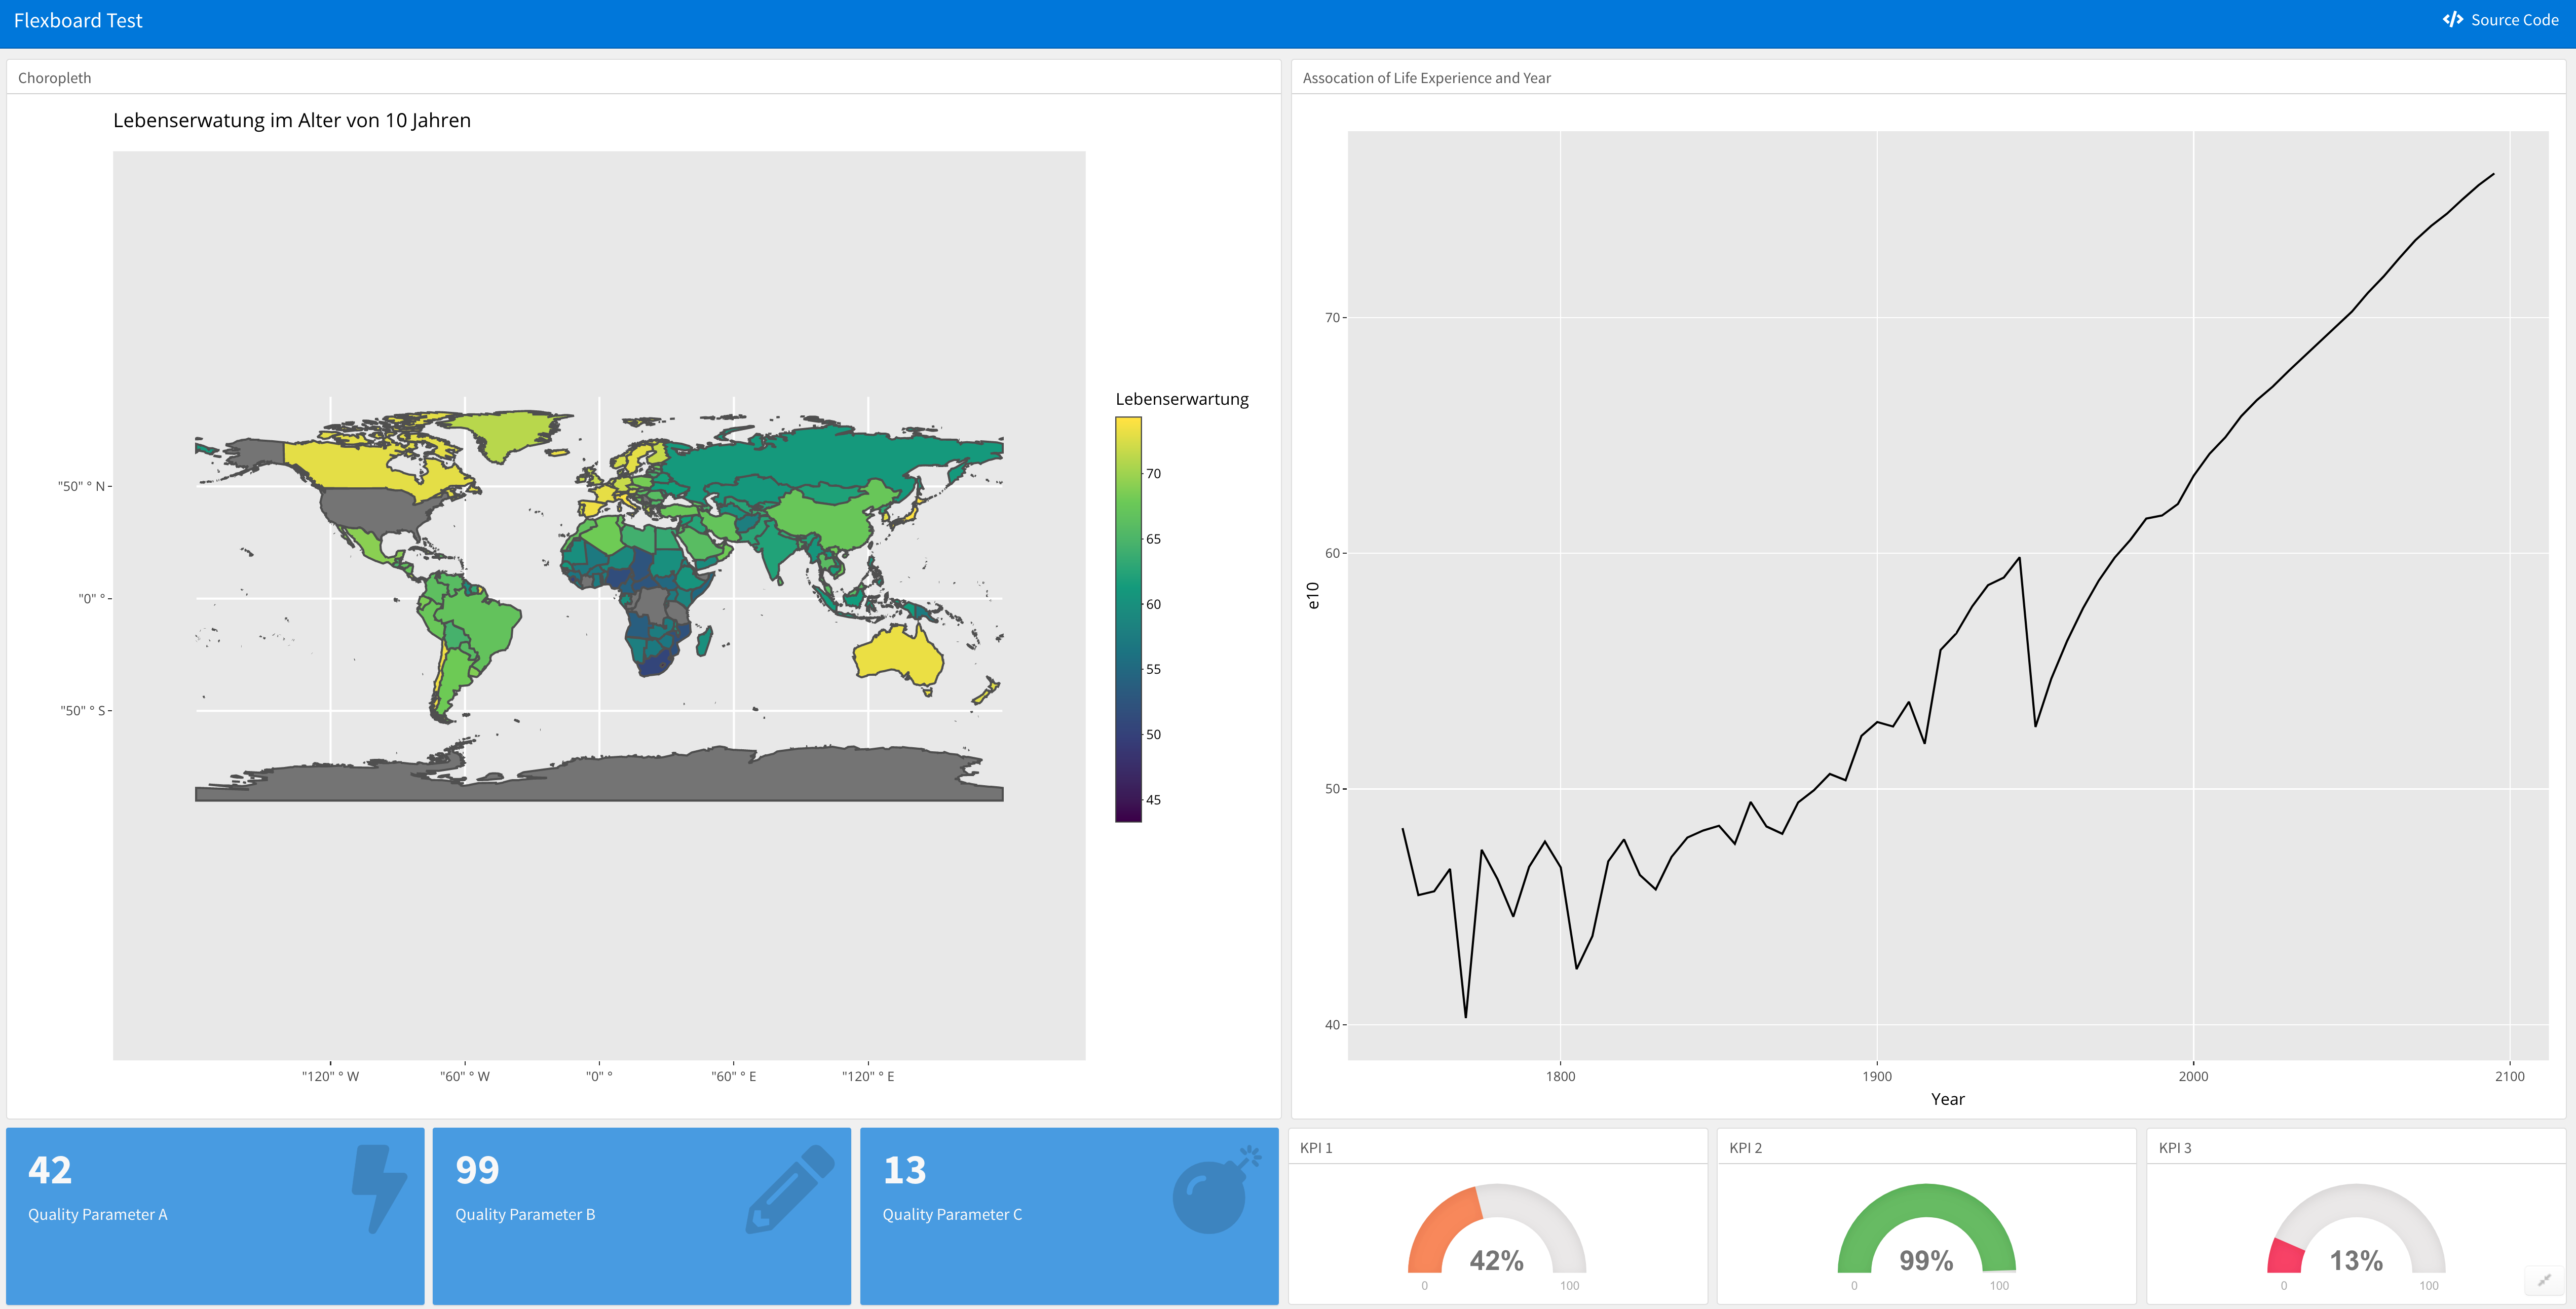 Flexboard Test
Source Code
Choropleth
Lebenserwatung im Alter von 10 Jahren
"50" ° N
"0" °
"50" ° S
"120" ° W
"60" ° W
"0" °
"60" ° E
"120" ° E
Lebenserwartung
70
65
60
55
50
45
Assocation of Life Experience and Year
e10
70
60
50
40
1800
1900
2000
2100
Year
42
Quality Parameter A
99
Quality Parameter B
13
Quality Parameter C
KPI 1
42%
0
100
KPI 2
99%
0
100
KPI 3
13%
0
100